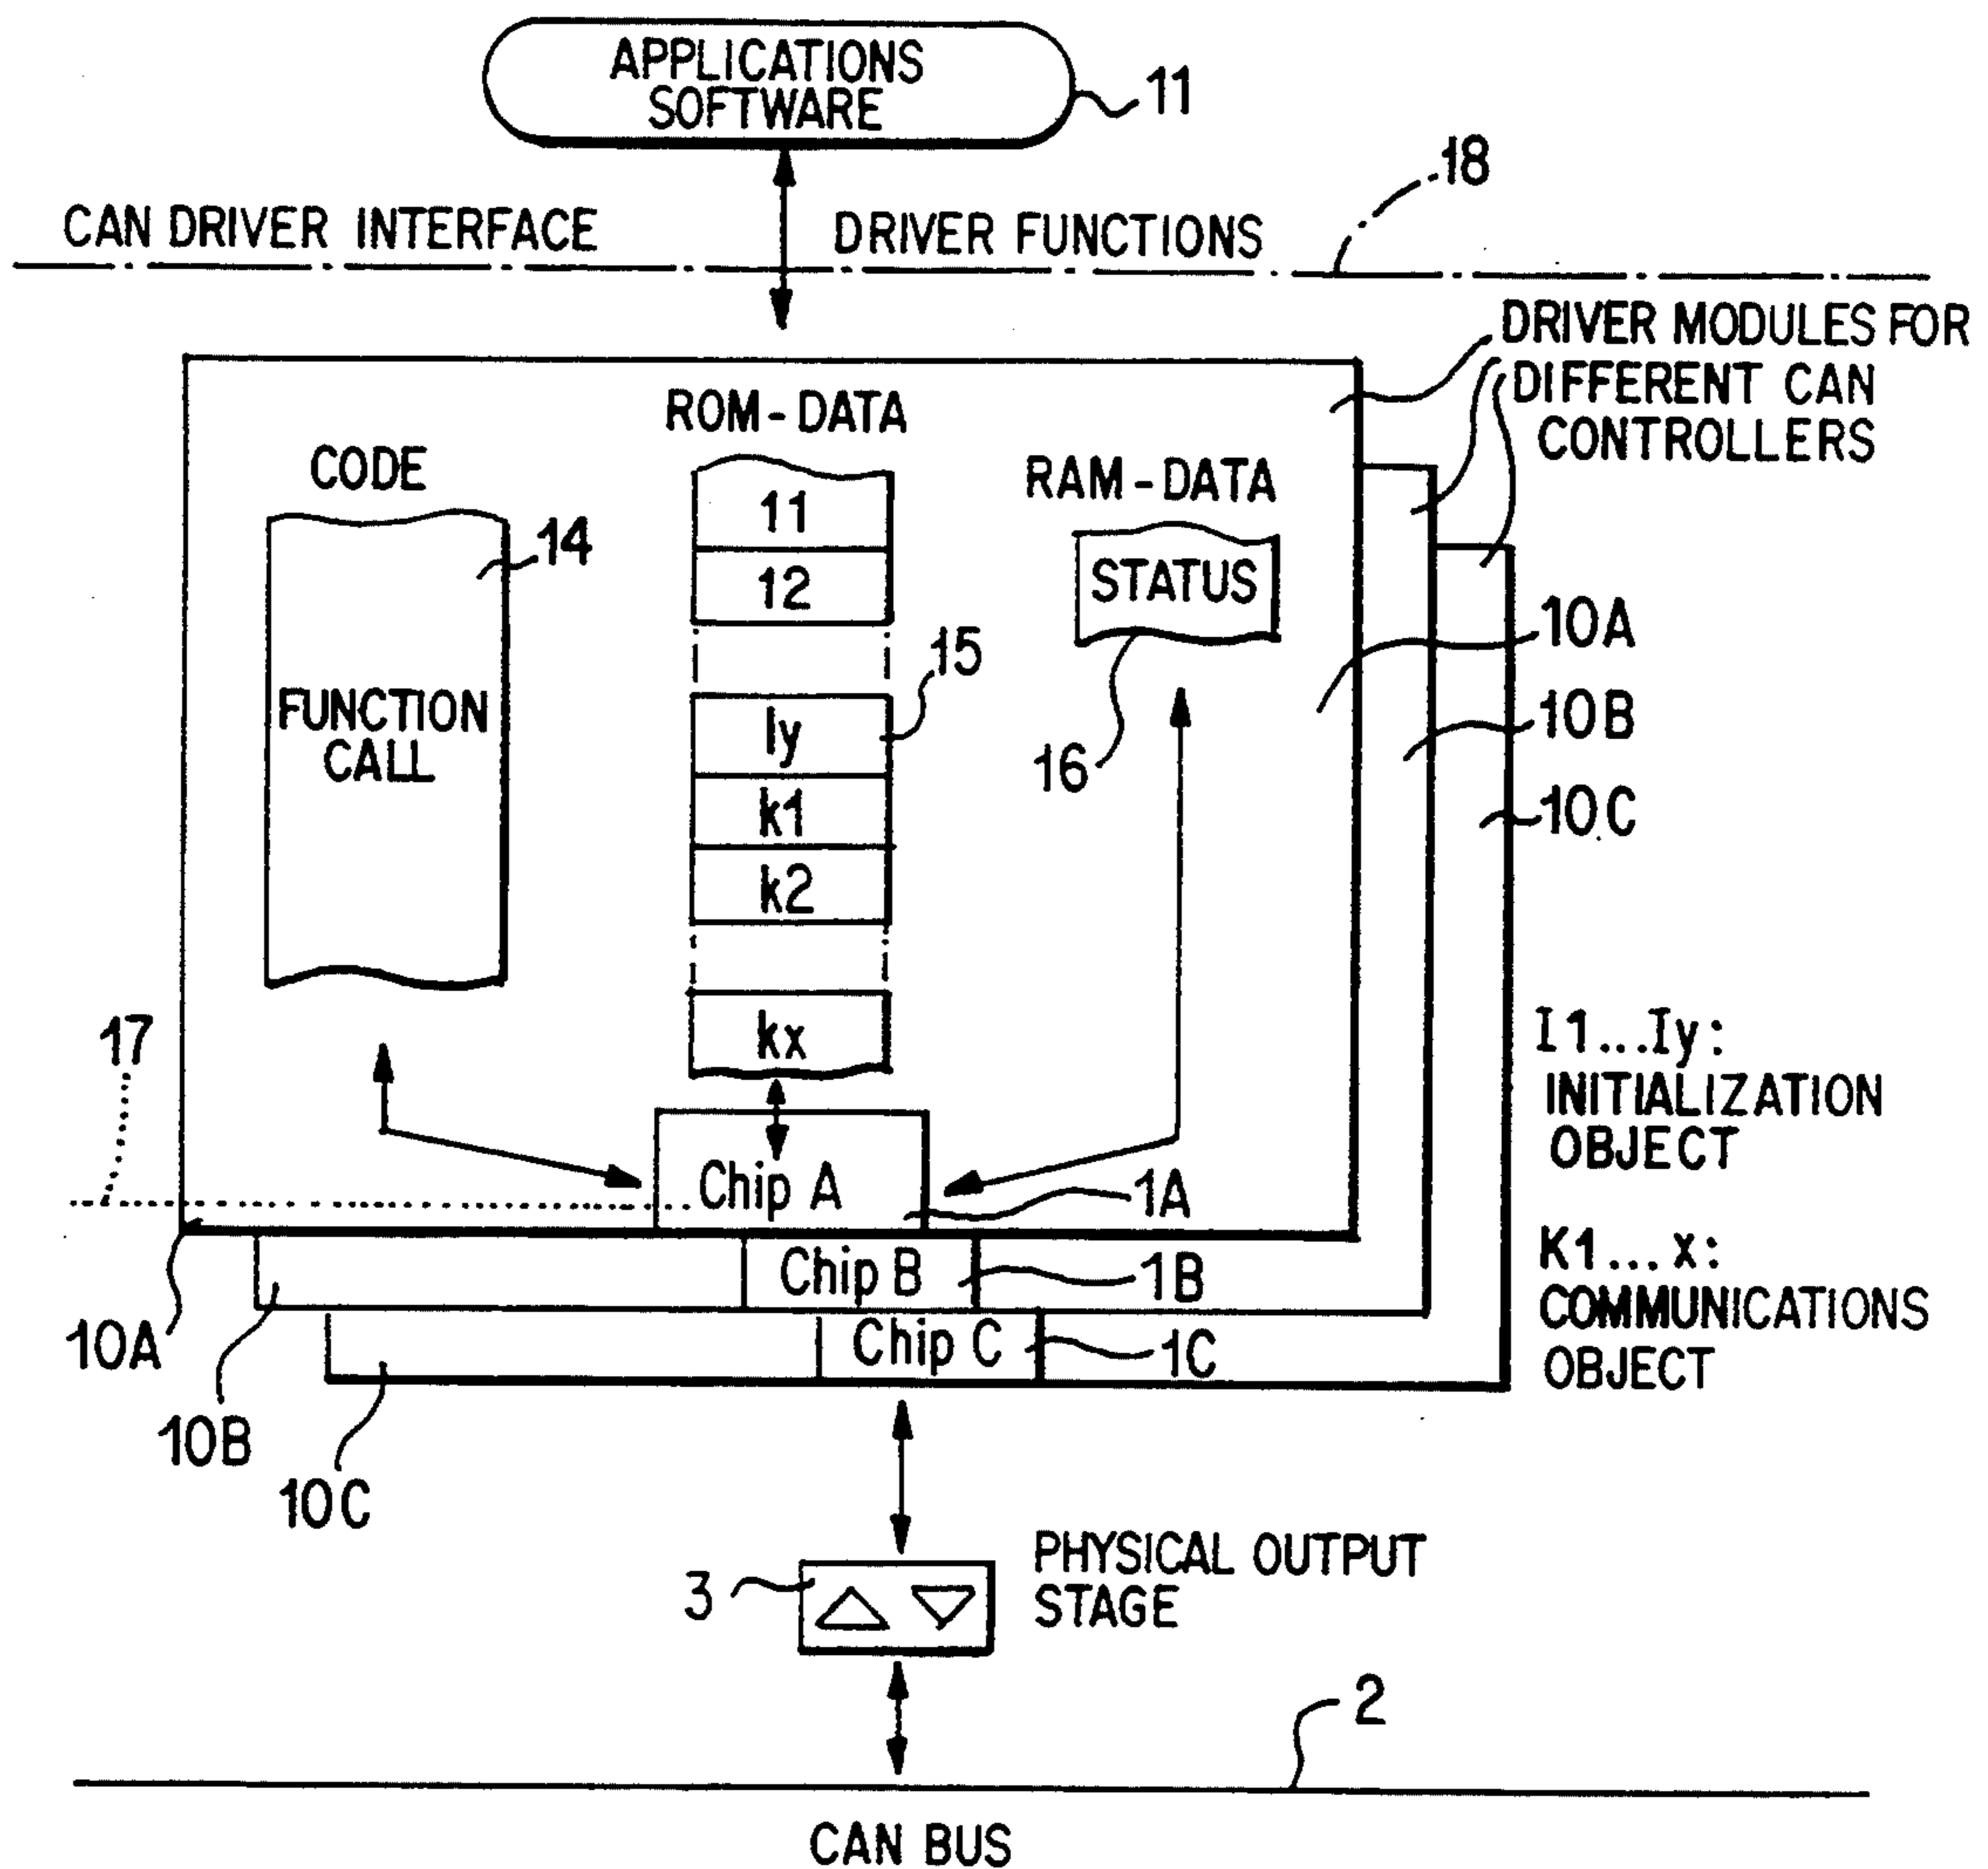 APPLICATIONS
SOFTWARE
11
18
CAN DRIVER INTERFACE
DRIVER FUNCTIONS
DRIVER MODULES FOR
DIFFERENT CAN
CONTROLLERS
ROM-DATA
CODE
RAM-DATA
11
14
12
STATUS
10A
15
FUNCTION
CALL
Iy
16
10B
k1
10C
k2
17
kx
I1...Iy:
INITIALIZATION
OBJECT
Chip A
1A
K1...x:
COMMUNICATIONS
OBJECT
Chip B
1B
10A
Chip C
1C
10B
10C
3
PHYSICAL OUTPUT
STAGE
2
CAN BUS